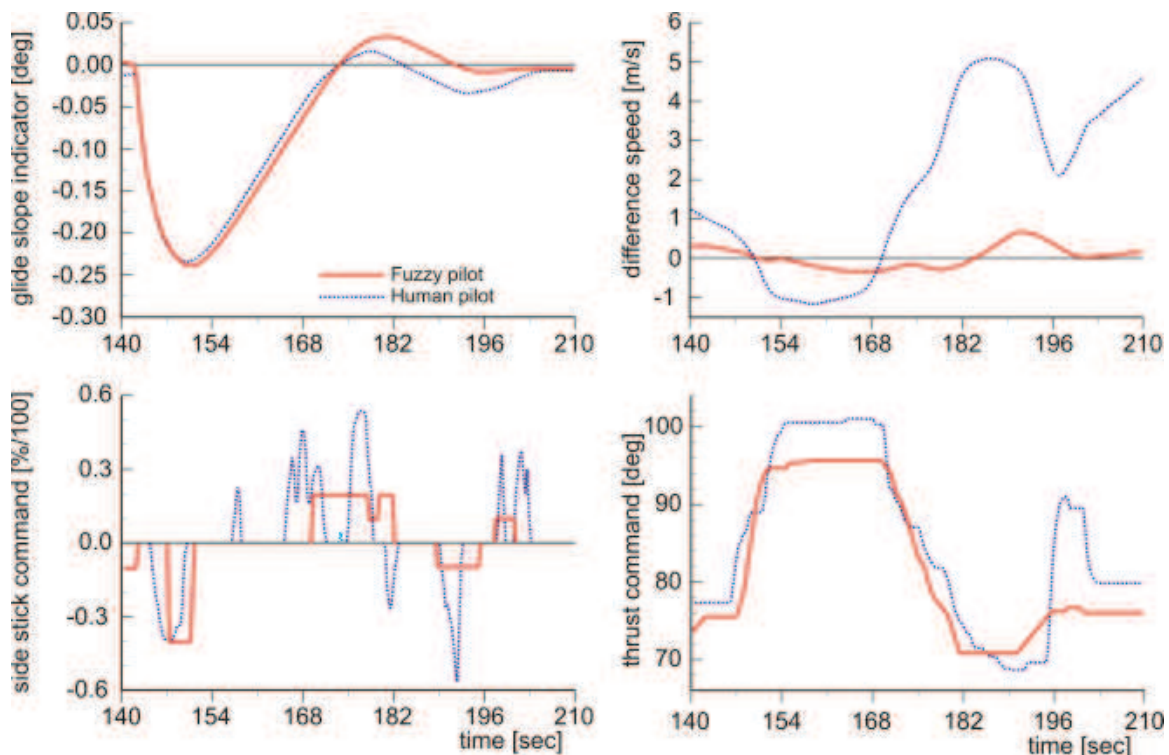 glide slope indicator [deg]
0.05
0.00
-0.05
-0.10
-0.15
-0.20
-0.25
-0.30
Fuzzy pilot
Human pilot
140 154 168 182 196 210
difference speed [m/s]
6
5
4
3
2
1
0
-1
140 154 168 182 196 210
side stick command [%/100]
0.6
0.3
0.0
-0.3
-0.6
140 154 168 182 196 210
time [sec]
thrust command [deg]
100
90
80
70
140 154 168 182 196 210
time [sec]